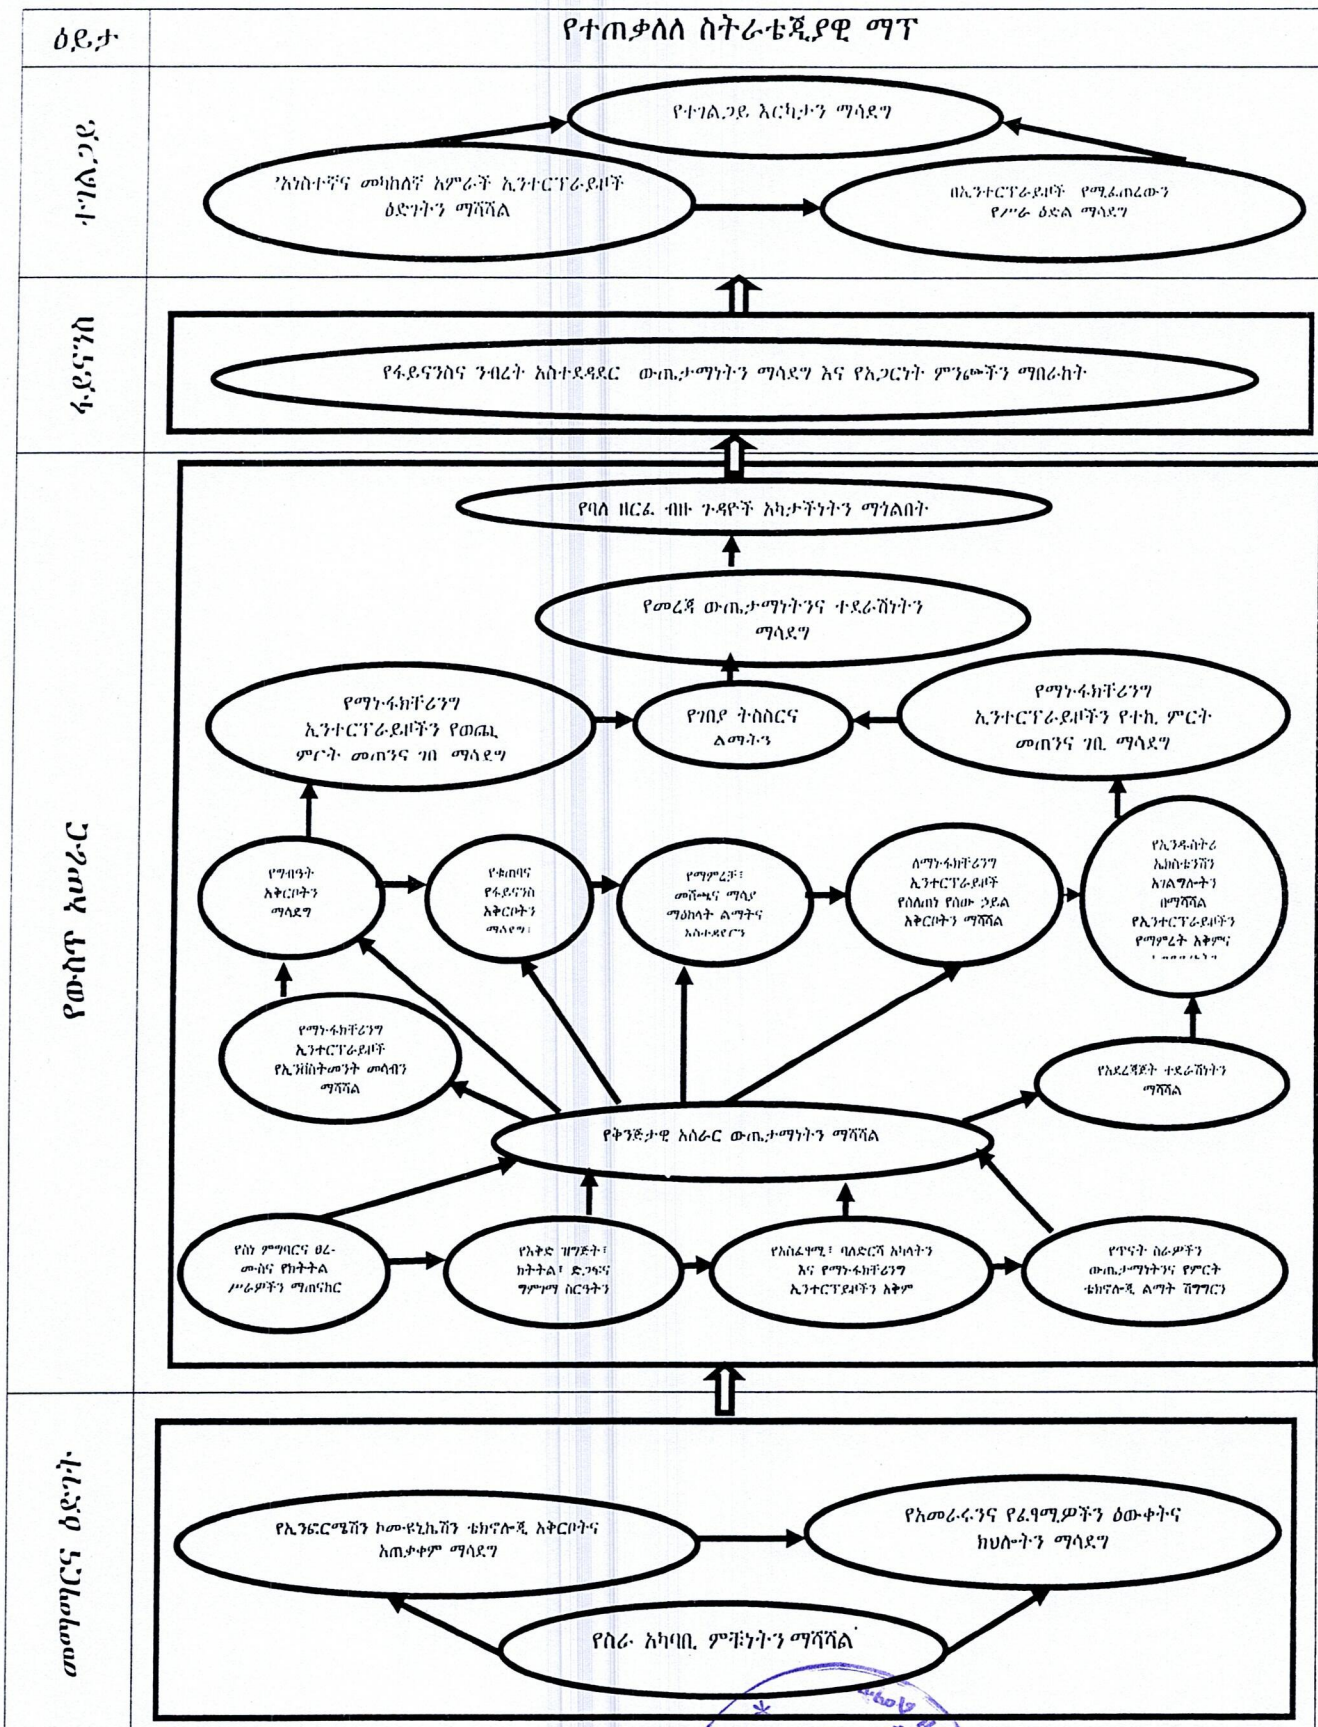 ዕይታ
የተጠቃለለ ስትራቴጂያዊ ማፕ
ተገልጋይ
የተገልጋይ እርካታን ማሳደግ
አነስተኛና መካከለኛ አምራች ኢንተርፕራይዞች
ዕድገትን ማሻሻል
በኢንተርፕራይዞች የሚፈጠረውን
የሥራ ዕድል ማሳደግ
ፋይናንስ
የፋይናንስና ንብረት አስተዳደር ውጤታማነትን ማሳደግ እና የአጋርነት ምንጮችን ማበራከት
የውስጥ አሠራር
የባለ ዘርፈ ብዙ ጉዳዮች አካታችነትን ማጎልበት
የመረጃ ውጤታማነትንና ተደራሽነትን
ማሳደግ
የማኑፋክቸሪንግ
ኢንተርፕራይዞችን የወጪ
ምርት መጠንና ገበ ማሳደግ
የገበያ ትስስርና
ልማትን
የማኑፋክቸሪንግ
ኢንተርፕራይዞችን የተኪ ምርት
መጠንና ገቢ ማሳደግ
የግብዓት
አቅርቦትን
ማሳደግ
የቁጠባና
የፋይናንስ
አቅርቦትን
ማሳደግ፣
የማምረቻ፣
መሸጫና ማሳያ
ማዕከላት ልማትና
አስተዳደርን
ለማኑፋክቸሪንግ
ኢንተርፕራይዞች
የሰለጠነ የሰው ኃይል
አቅርቦትን ማሻሻል
የኢንዱስትሪ
ኤክስቴንሽን
አገልግሎትን
በማሻሻል
የኢንተርፕራይዞችን
የማምረት አቅምና
የማኑፋክቸሪንግ
ኢንተርፕራይዞች
የኢንቨስትመንት መሳብን
ማሻሻል
የአደረጃጀት ተደራሽነትን
ማሻሻል
የቅንጅታዊ አሰራር ውጤታማነትን ማሻሻል
የስነ ምግባርና ፀረ-
ሙስና የክትትል
ሥራዎችን ማጠናከር
የእቅድ ዝግጅት፣
ክትትል፣ ድጋፍና
ግምገማ ስርዓትን
የአስፈፃሚ፣ ባለድርሻ አካላትን
እና የማኑፋክቸሪንግ
ኢንተርፕይዞችን አቅም
የጥናት ስራዎችን
ውጤታማነትንና የምርት
ቴክኖሎጂ ልማት ሽግግርን
መማማርና ዕድገት
የኢንፎርሜሽን ኮሙዩኒኬሽን ቴክኖሎጂ አቅርቦትና
አጠቃቀም ማሳደግ
የአመራሩንና የፈፃሚዎችን ዕውቀትና
ክህሎትን ማሳደግ
የስራ አካባቢ ምቹነትን ማሻሻል